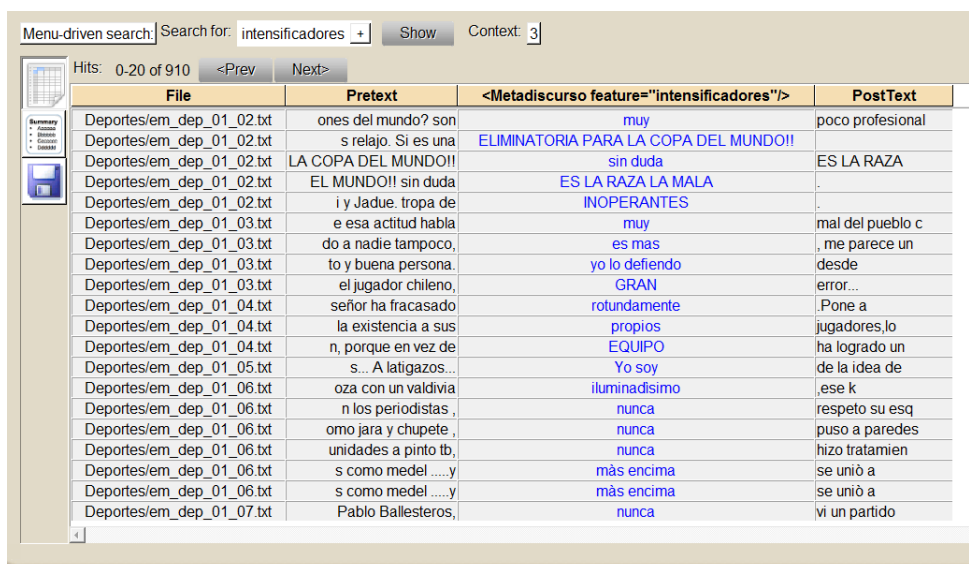 Menu-driven search: Search for: intensificadores + Show Context: 3
Hits: 0-20 of 910 <Prev Next>
File Pretext <Metadiscurso feature="intensificadores"/> PostText
Deportes/em_dep_01_02.txt ones del mundo? son muy poco profesional
Deportes/em_dep_01_02.txt s relajo. Si es una ELIMINATORIA PARA LA COPA DEL MUNDO!!
Deportes/em_dep_01_02.txt LA COPA DEL MUNDO!! sin duda ES LA RAZA
Deportes/em_dep_01_02.txt EL MUNDO!! sin duda ES LA RAZA LA MALA .
Deportes/em_dep_01_02.txt i y Jadue. tropa de INOPERANTES .
Deportes/em_dep_01_03.txt e esa actitud habla muy mal del pueblo c
Deportes/em_dep_01_03.txt do a nadie tampoco, es mas , me parece un
Deportes/em_dep_01_03.txt to y buena persona. yo lo defiendo desde
Deportes/em_dep_01_03.txt el jugador chileno, GRAN error...
Deportes/em_dep_01_04.txt señor ha fracasado rotundamente .Pone a
Deportes/em_dep_01_04.txt la existencia a sus propios jugadores,lo
Deportes/em_dep_01_04.txt n, porque en vez de EQUIPO ha logrado un
Deportes/em_dep_01_05.txt s... A latigazos... Yo soy de la idea de
Deportes/em_dep_01_06.txt oza con un valdivia iluminadìsimo ,ese k
Deportes/em_dep_01_06.txt n los periodistas , nunca respeto su esq
Deportes/em_dep_01_06.txt omo jara y chupete , nunca puso a paredes
Deportes/em_dep_01_06.txt unidades a pinto tb, nunca hizo tratamien
Deportes/em_dep_01_06.txt s como medel .....y màs encima se uniò a
Deportes/em_dep_01_06.txt s como medel .....y màs encima se uniò a
Deportes/em_dep_01_07.txt Pablo Ballesteros, nunca vi un partido
Summary